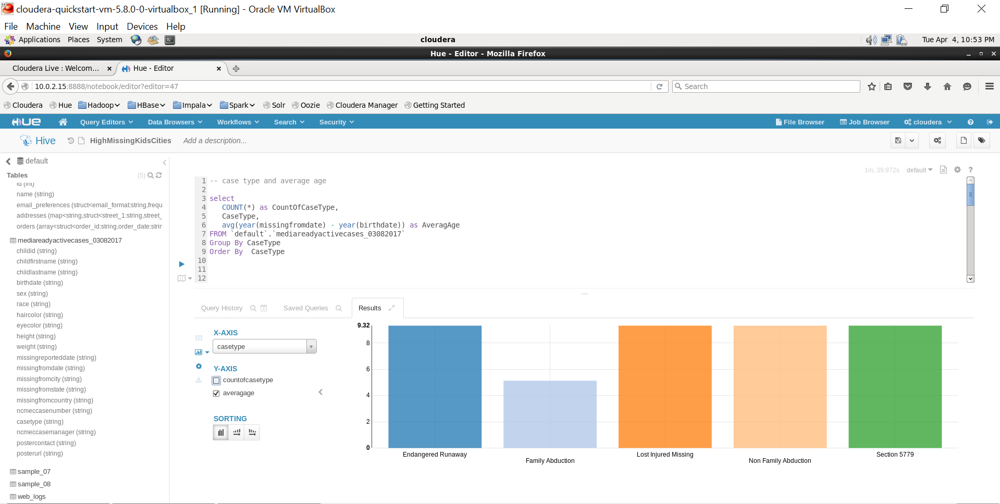 cloudera-quickstart-vm-5.8.0-0-virtualbox_1 [Running] - Oracle VM VirtualBox
File Machine View Input Devices Help
Applications Places System cloudera Tue Apr 4, 10:53 PM
Hue - Editor - Mozilla Firefox
Cloudera Live : Welcom... Hue - Editor
10.0.2.15:8888/notebook/editor?editor=47 Search
Cloudera Hue Hadoop HBase Impala Spark Solr Oozie Cloudera Manager Getting Started
HUE Query Editors Data Browsers Workflows Search Security File Browser Job Browser cloudera
Hive HighMissingKidsCities Add a description...
default
Tables (5)
id (int)
name (string)
email_preferences (struct<email_format:string,frequ
addresses (map<string,struct<street_1:string,street_
orders (array<struct<order_id:string,order_date:strin
mediareadyactivecases_03082017
childid (string)
childfirstname (string)
childlastname (string)
birthdate (string)
sex (string)
race (string)
haircolor (string)
eyecolor (string)
height (string)
weight (string)
missingreporteddate (string)
missingfromdate (string)
missingfromcity (string)
missingfromstate (string)
missingfromcountry (string)
ncmeccasenumber (string)
casetype (string)
ncmeccasemanager (string)
postercontact (string)
posterurl (string)
sample_07
sample_08
web_logs
1m, 39.972s default ?
1 -- case type and average age
2
3 select
4 COUNT(*) as CountOfCaseType,
5 CaseType,
6 avg(year(missingfromdate) - year(birthdate)) as AveragAge
7 FROM `default`.`mediareadyactivecases_03082017`
8 Group By CaseType
9 Order By CaseType
10
11
12
Query History Saved Queries Results
X-AXIS
casetype
Y-AXIS
countofcasetype
averagage
SORTING
9.32
8
6
4
2
0
Endangered Runaway
Family Abduction
Lost Injured Missing
Non Family Abduction
Section 5779